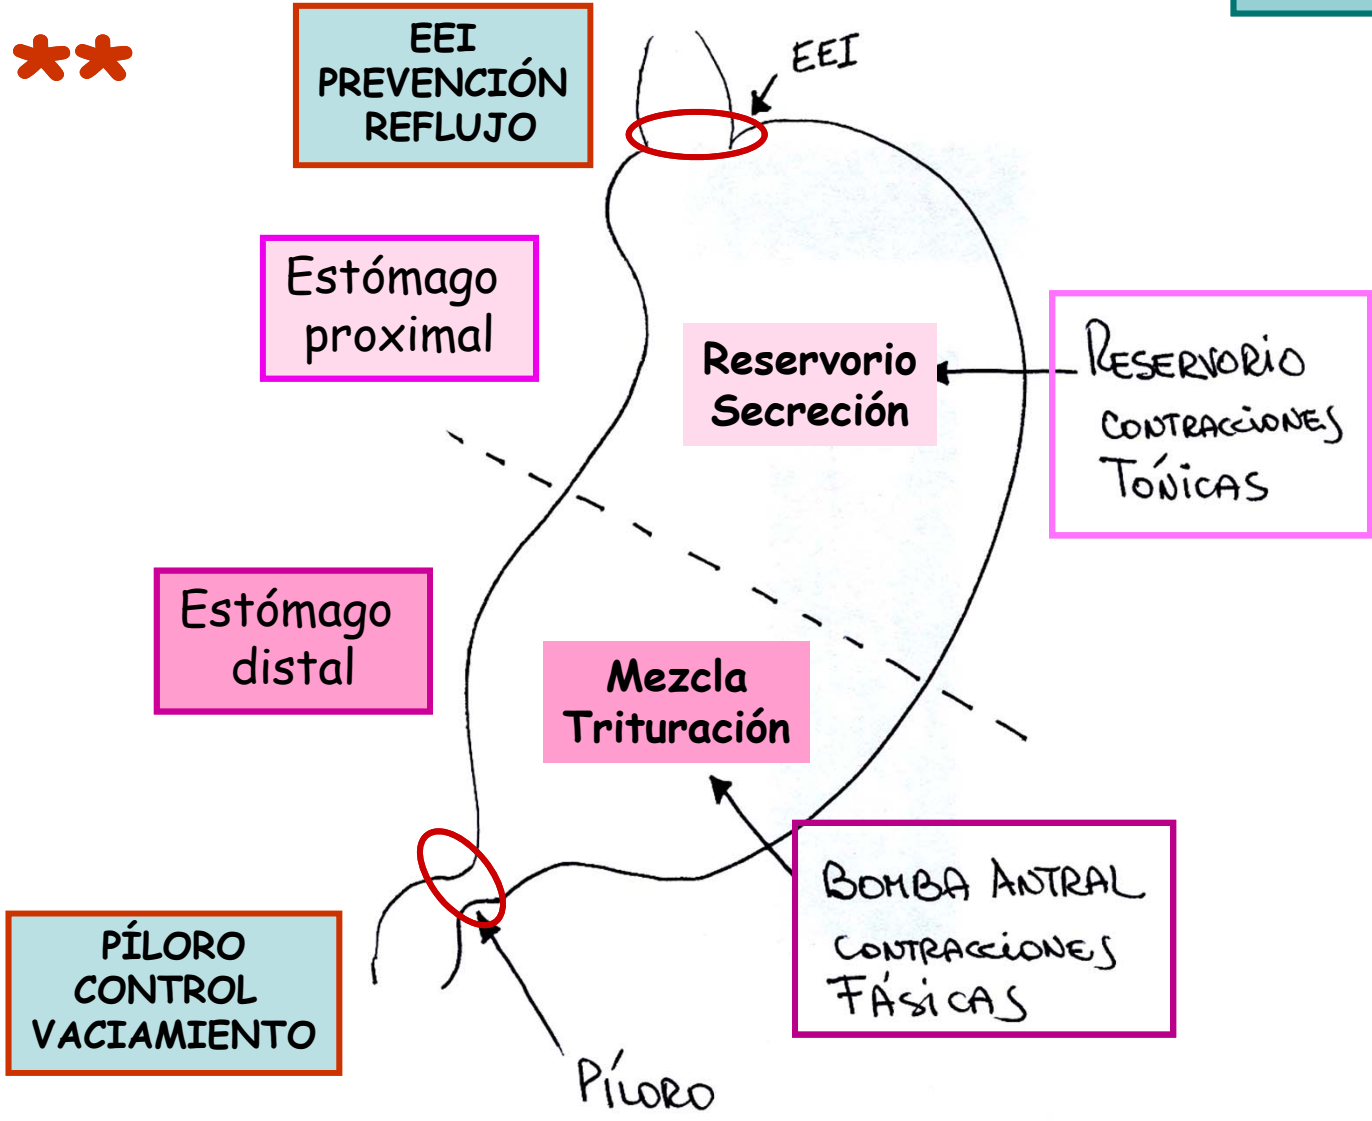 **
EEI
PREVENCIÓN
REFLUJO
EEI
Estómago
proximal
Reservorio
Secreción
RESERVORIO
CONTRACCIONES
TÓNICAS
Estómago
distal
Mezcla
Trituración
BOMBA ANTRAL
CONTRACCIONES
FÁSICAS
PÍLORO
CONTROL
VACIAMIENTO
PÍLORO